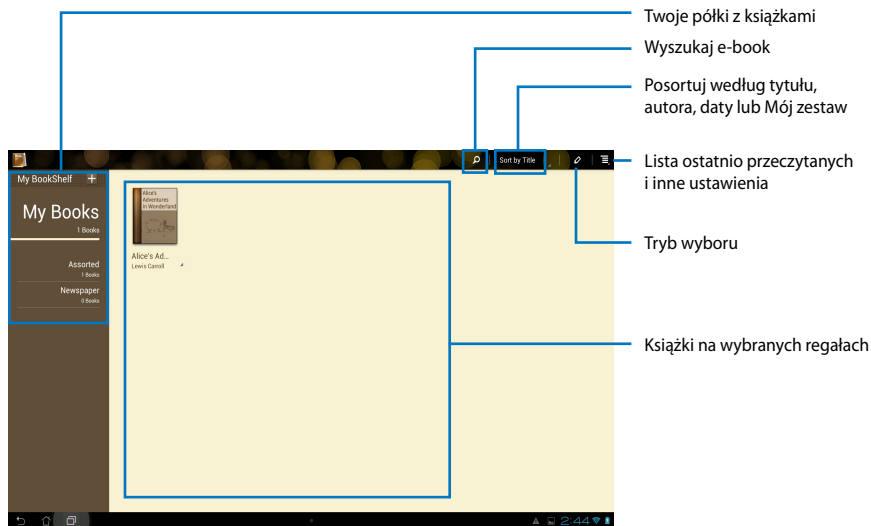 Twoje półki z książkami
Wyszukaj e-book
Posortuj według tytułu,
autora, daty lub Mój zestaw
Sort by Title
Lista ostatnio przeczytanych
i inne ustawienia
My BookShelf +
My Books
1 Books
Assorted
1 Books
Newspaper
0 Books
Alice's
Adventures
in Wonderland
Alice's Ad...
Lewis Carroll
Tryb wyboru
Książki na wybranych regałach
2:44